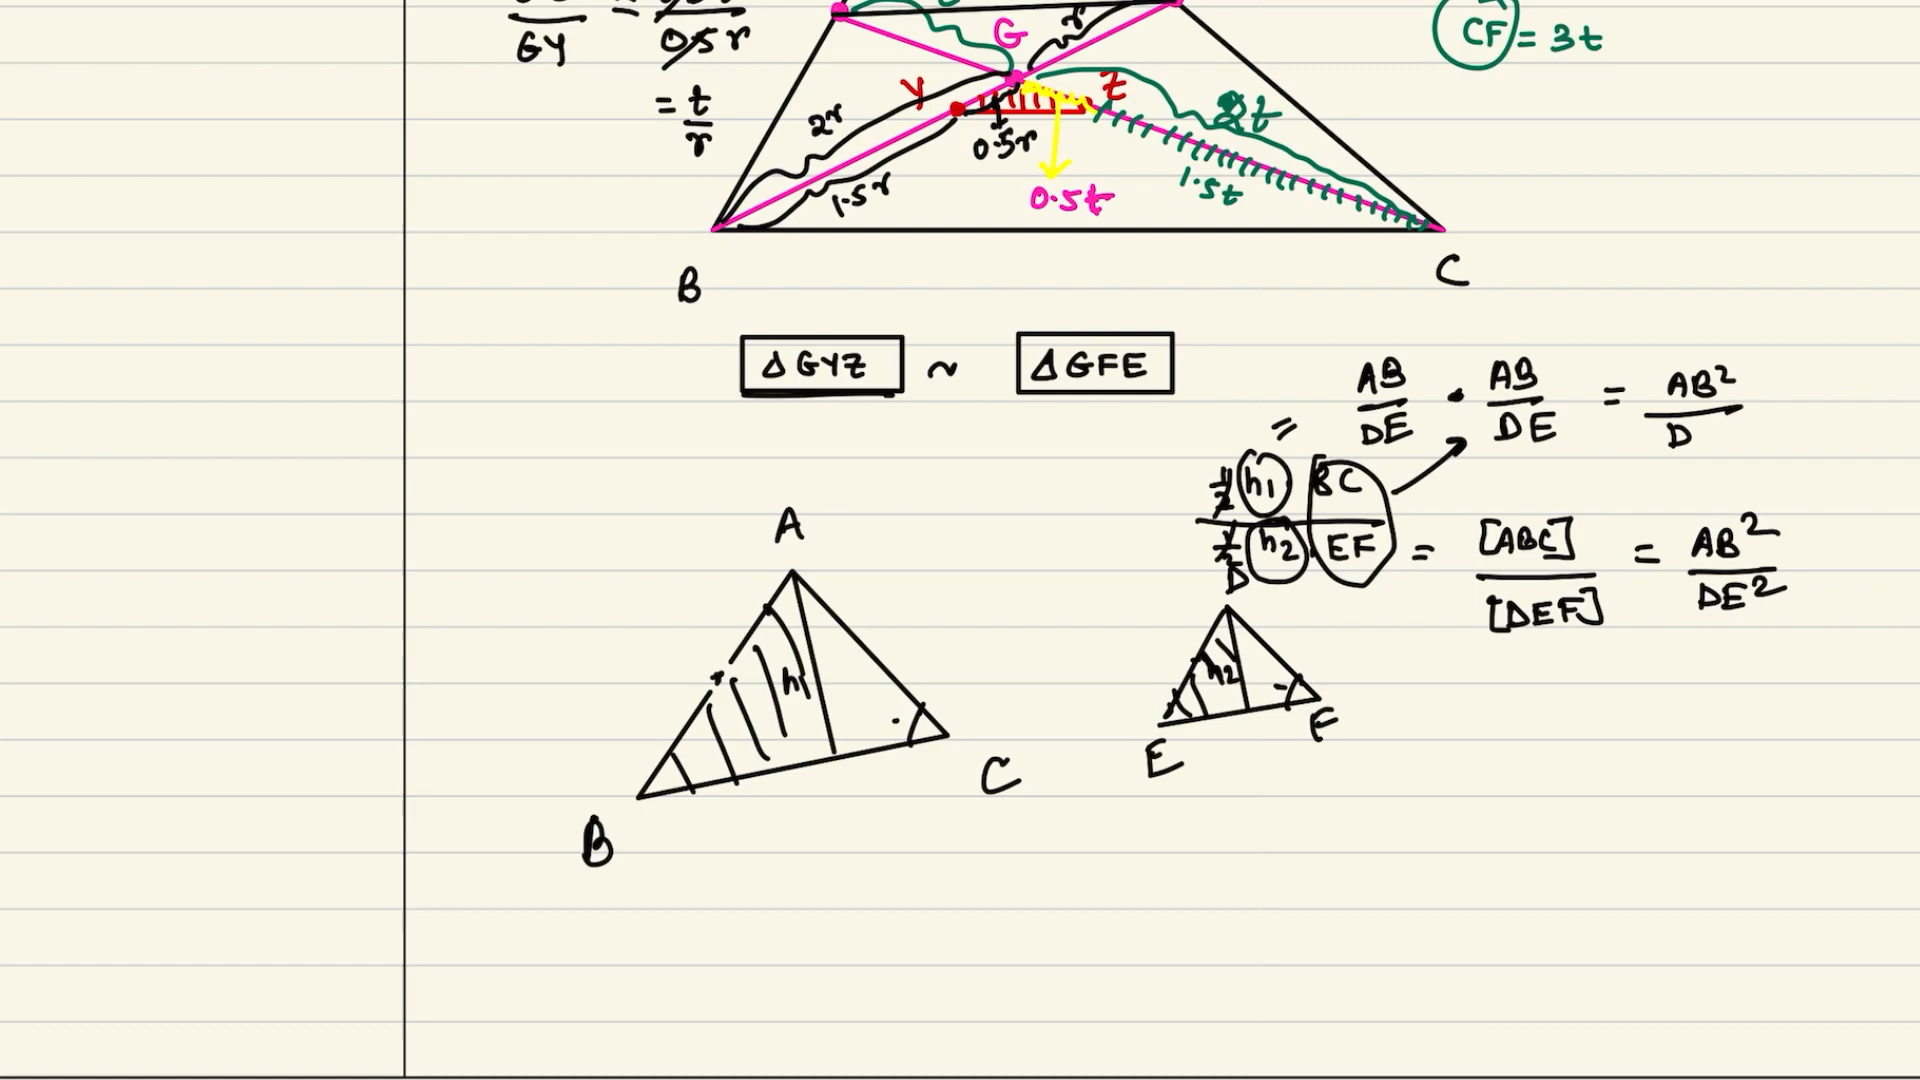 GY
0.5r
= t/r
G
r
CF = 3t
Y
Z
2r
0.5r
2t
1.5r
0.5t
1.5t
B
C
ΔGYZ ~ ΔGFE
= AB/DE · AB/DE = AB²/D
½ h1 BC / ½ h2 EF = [ABC]/[DEF] = AB²/DE²
A
D
h1
h2
E
F
C
B